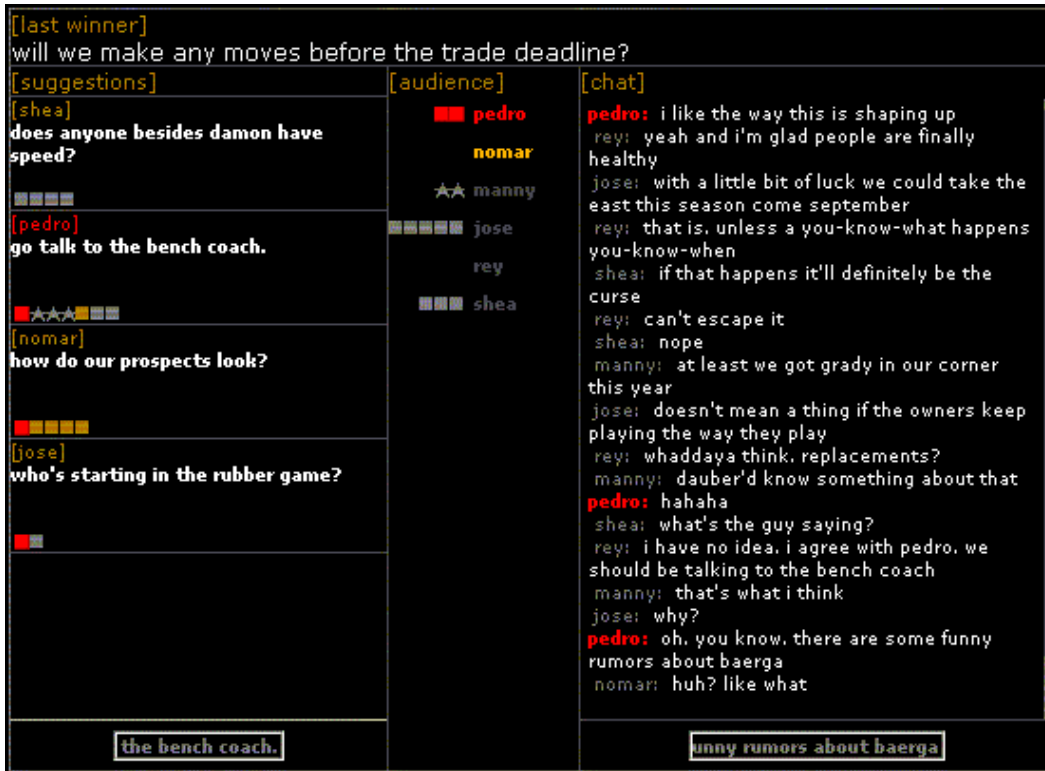 [last winner]
will we make any moves before the trade deadline?
[suggestions]
[shea]
does anyone besides damon have
speed?
[pedro]
go talk to the bench coach.
[nomar]
how do our prospects look?
[jose]
who's starting in the rubber game?
the bench coach.
[audience]
pedro
nomar
manny
jose
rey
shea
[chat]
pedro: i like the way this is shaping up
rey: yeah and i'm glad people are finally
healthy
jose: with a little bit of luck we could take the
east this season come september
rey: that is. unless a you-know-what happens
you-know-when
shea: if that happens it'll definitely be the
curse
rey: can't escape it
shea: nope
manny: at least we got grady in our corner
this year
jose: doesn't mean a thing if the owners keep
playing the way they play
rey: whaddaya think. replacements?
manny: dauber'd know something about that
pedro: hahaha
shea: what's the guy saying?
rey: i have no idea. i agree with pedro. we
should be talking to the bench coach
manny: that's what i think
jose: why?
pedro: oh. you know. there are some funny
rumors about baerga
nomar: huh? like what
unny rumors about baerga